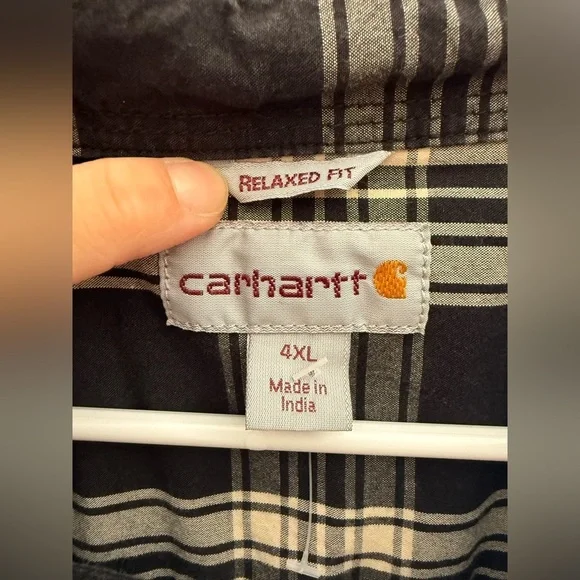 RELAXED FIT
carhartt
4XL
Made in
India